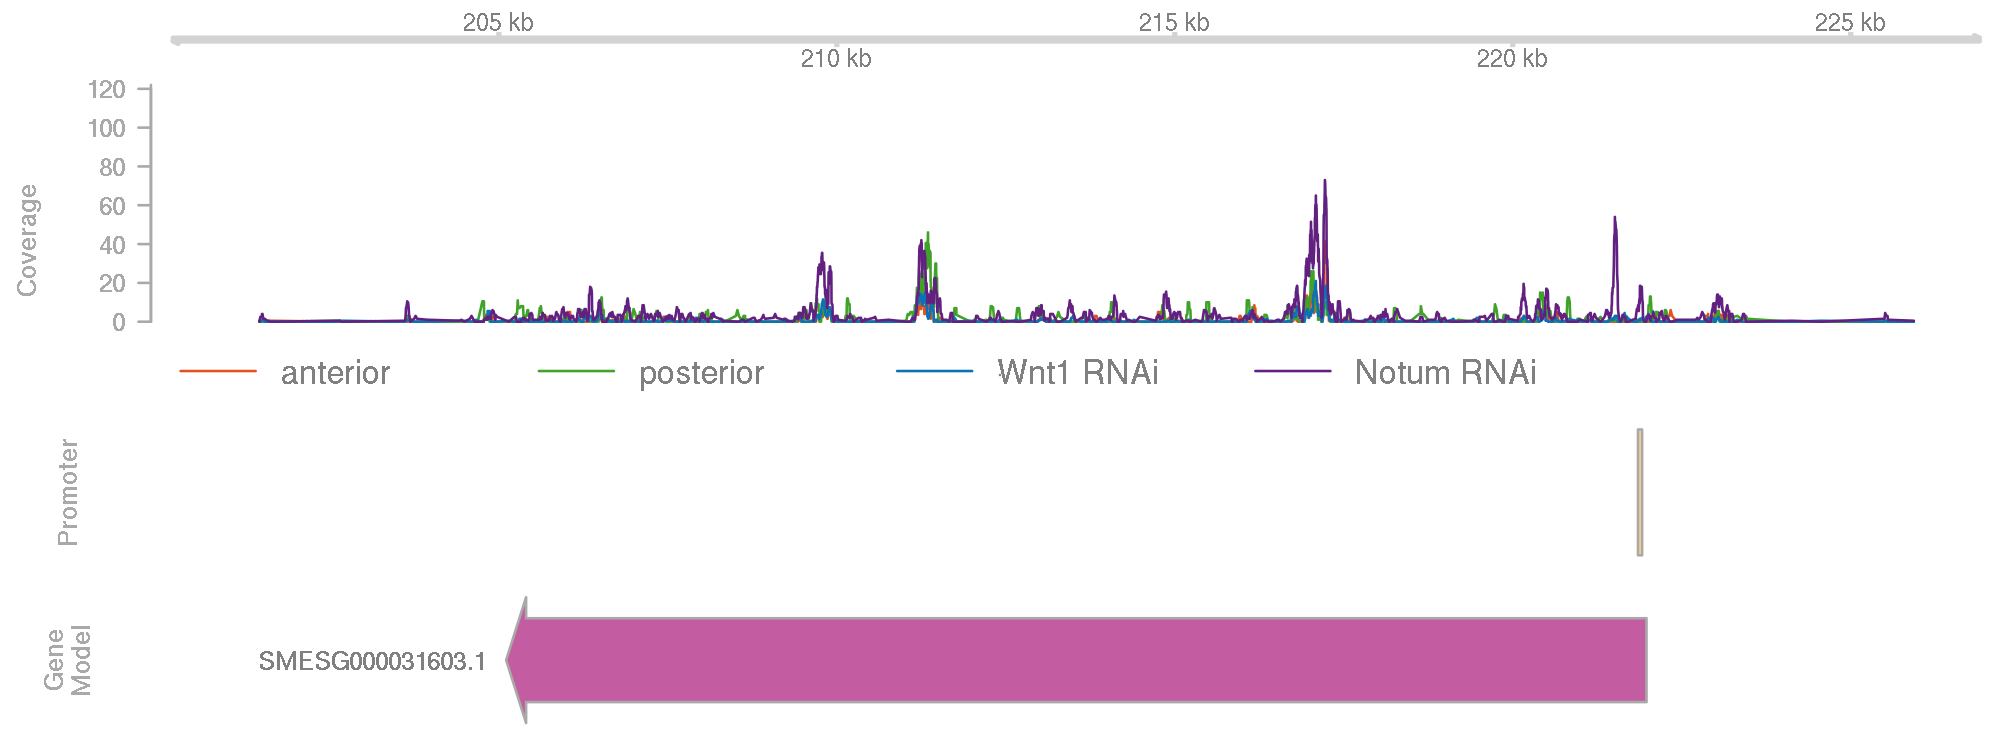 205 kb 215 kb 225 kb
210 kb 220 kb
120
100
80
60
40
20
0
Coverage
anterior posterior Wnt1 RNAi Notum RNAi
Promoter
Gene
Model
SMESG000031603.1